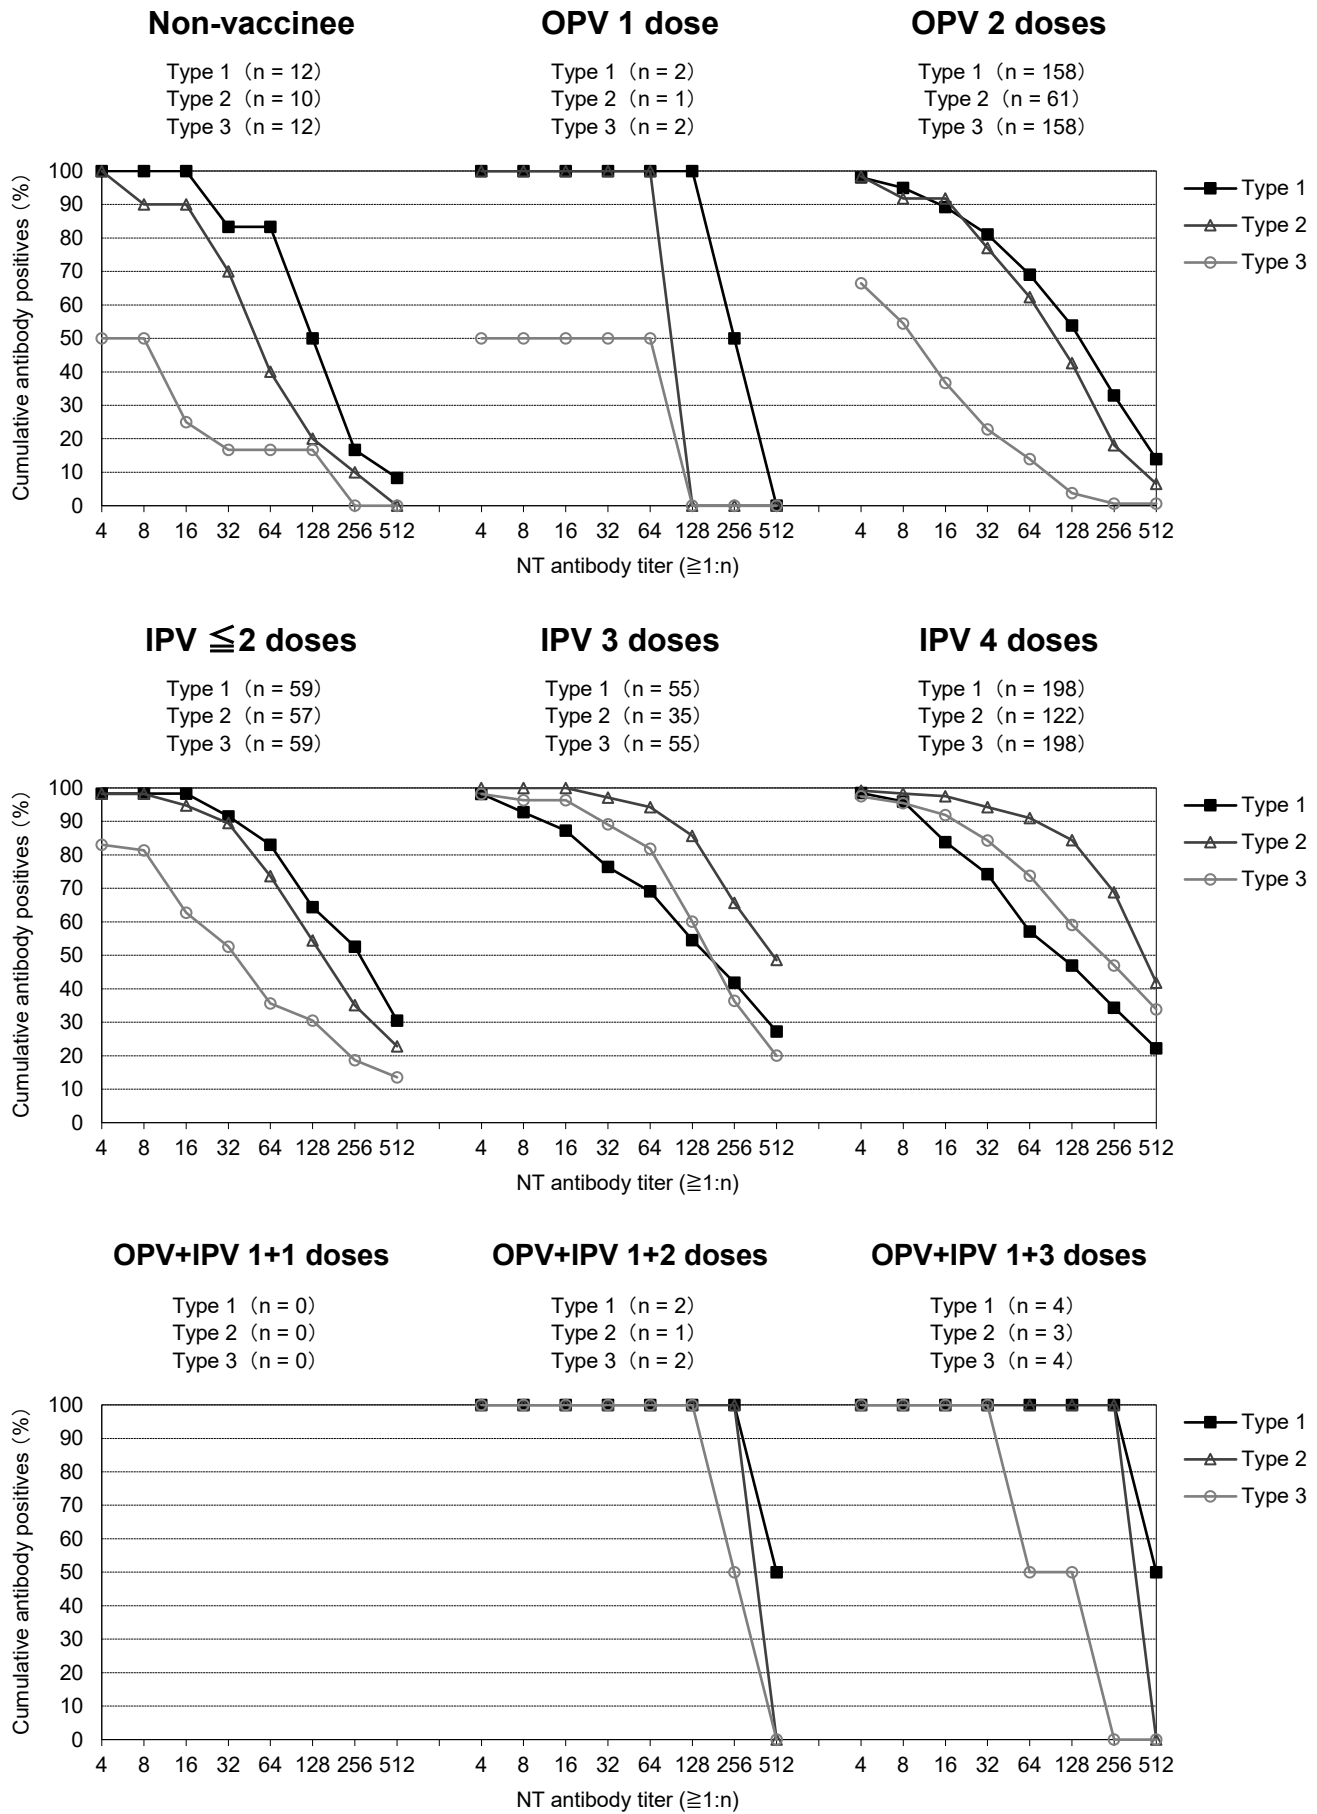 Non-vaccinee
OPV 1 dose
OPV 2 doses
Type 1（n = 12）
Type 2（n = 10）
Type 3（n = 12）
Type 1（n = 2）
Type 2（n = 1）
Type 3（n = 2）
Type 1（n = 158）
Type 2（n = 61）
Type 3（n = 158）
Cumulative antibody positives（%）
100
90
80
70
60
50
40
30
20
10
0
4 8 16 32 64 128 256 512 4 8 16 32 64 128 256 512 4 8 16 32 64 128 256 512
NT antibody titer (≧1:n)
Type 1
Type 2
Type 3
IPV ≦2 doses
IPV 3 doses
IPV 4 doses
Type 1（n = 59）
Type 2（n = 57）
Type 3（n = 59）
Type 1（n = 55）
Type 2（n = 35）
Type 3（n = 55）
Type 1（n = 198）
Type 2（n = 122）
Type 3（n = 198）
Cumulative antibody positives（%）
100
90
80
70
60
50
40
30
20
10
0
4 8 16 32 64 128 256 512 4 8 16 32 64 128 256 512 4 8 16 32 64 128 256 512
NT antibody titer (≧1:n)
Type 1
Type 2
Type 3
OPV+IPV 1+1 doses
OPV+IPV 1+2 doses
OPV+IPV 1+3 doses
Type 1（n = 0）
Type 2（n = 0）
Type 3（n = 0）
Type 1（n = 2）
Type 2（n = 1）
Type 3（n = 2）
Type 1（n = 4）
Type 2（n = 3）
Type 3（n = 4）
Cumulative antibody positives（%）
100
90
80
70
60
50
40
30
20
10
0
4 8 16 32 64 128 256 512 4 8 16 32 64 128 256 512 4 8 16 32 64 128 256 512
NT antibody titer (≧1:n)
Type 1
Type 2
Type 3